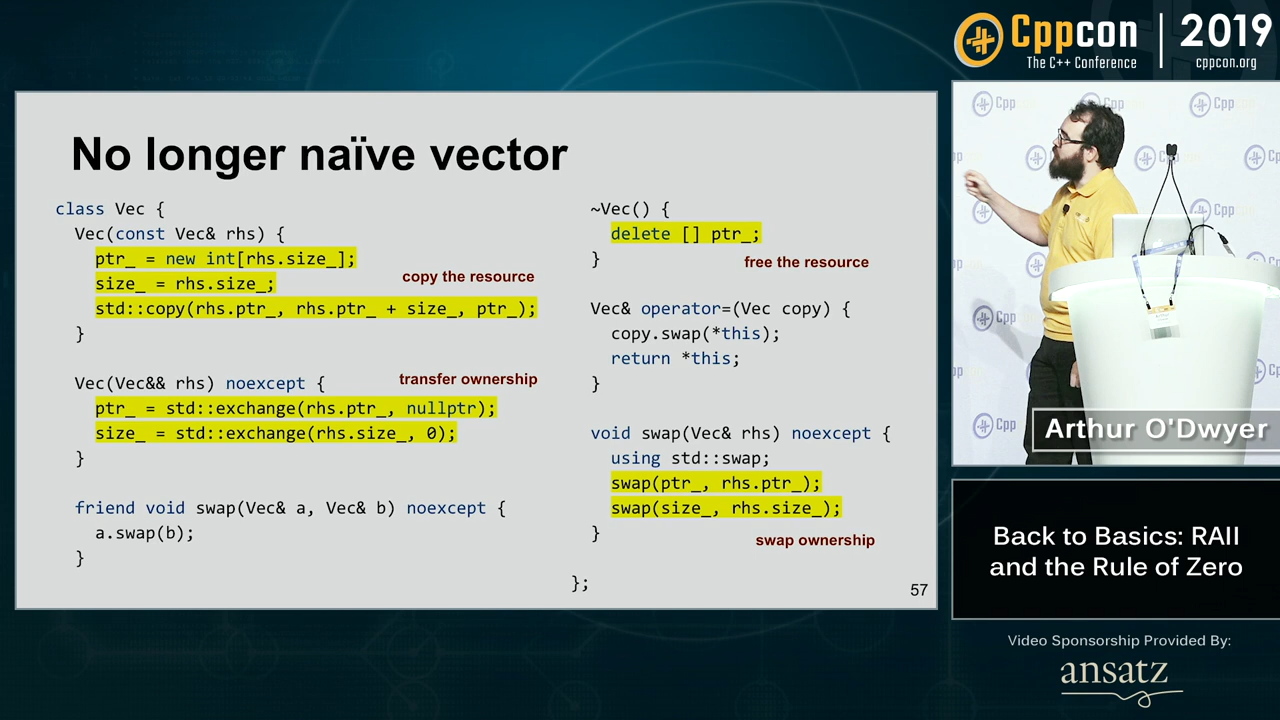 Cppcon | 2019
The C++ Conference
cppcon.org
No longer naïve vector
class Vec {
Vec(const Vec& rhs) {
ptr_ = new int[rhs.size_];
size_ = rhs.size_;
copy the resource
std::copy(rhs.ptr_, rhs.ptr_ + size_, ptr_);
}
Vec(Vec&& rhs) noexcept {
transfer ownership
ptr_ = std::exchange(rhs.ptr_, nullptr);
size_ = std::exchange(rhs.size_, 0);
}
friend void swap(Vec& a, Vec& b) noexcept {
a.swap(b);
}
~Vec() {
delete [] ptr_;
}
free the resource
Vec& operator=(Vec copy) {
copy.swap(*this);
return *this;
}
void swap(Vec& rhs) noexcept {
using std::swap;
swap(ptr_, rhs.ptr_);
swap(size_, rhs.size_);
}
swap ownership
};
57
Arthur O'Dwyer
Back to Basics: RAII
and the Rule of Zero
Video Sponsorship Provided By:
ansatz